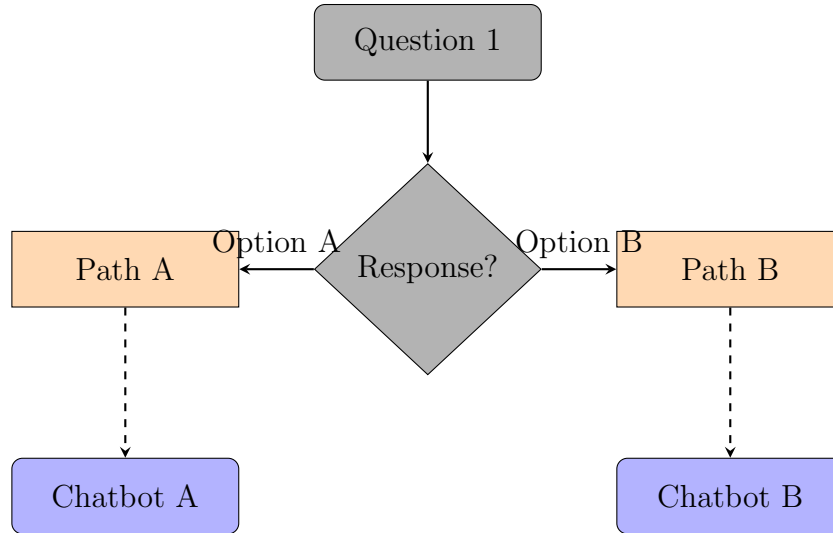 Question 1
Option A
Option B
Path A
Response?
Path B
Chatbot A
Chatbot B